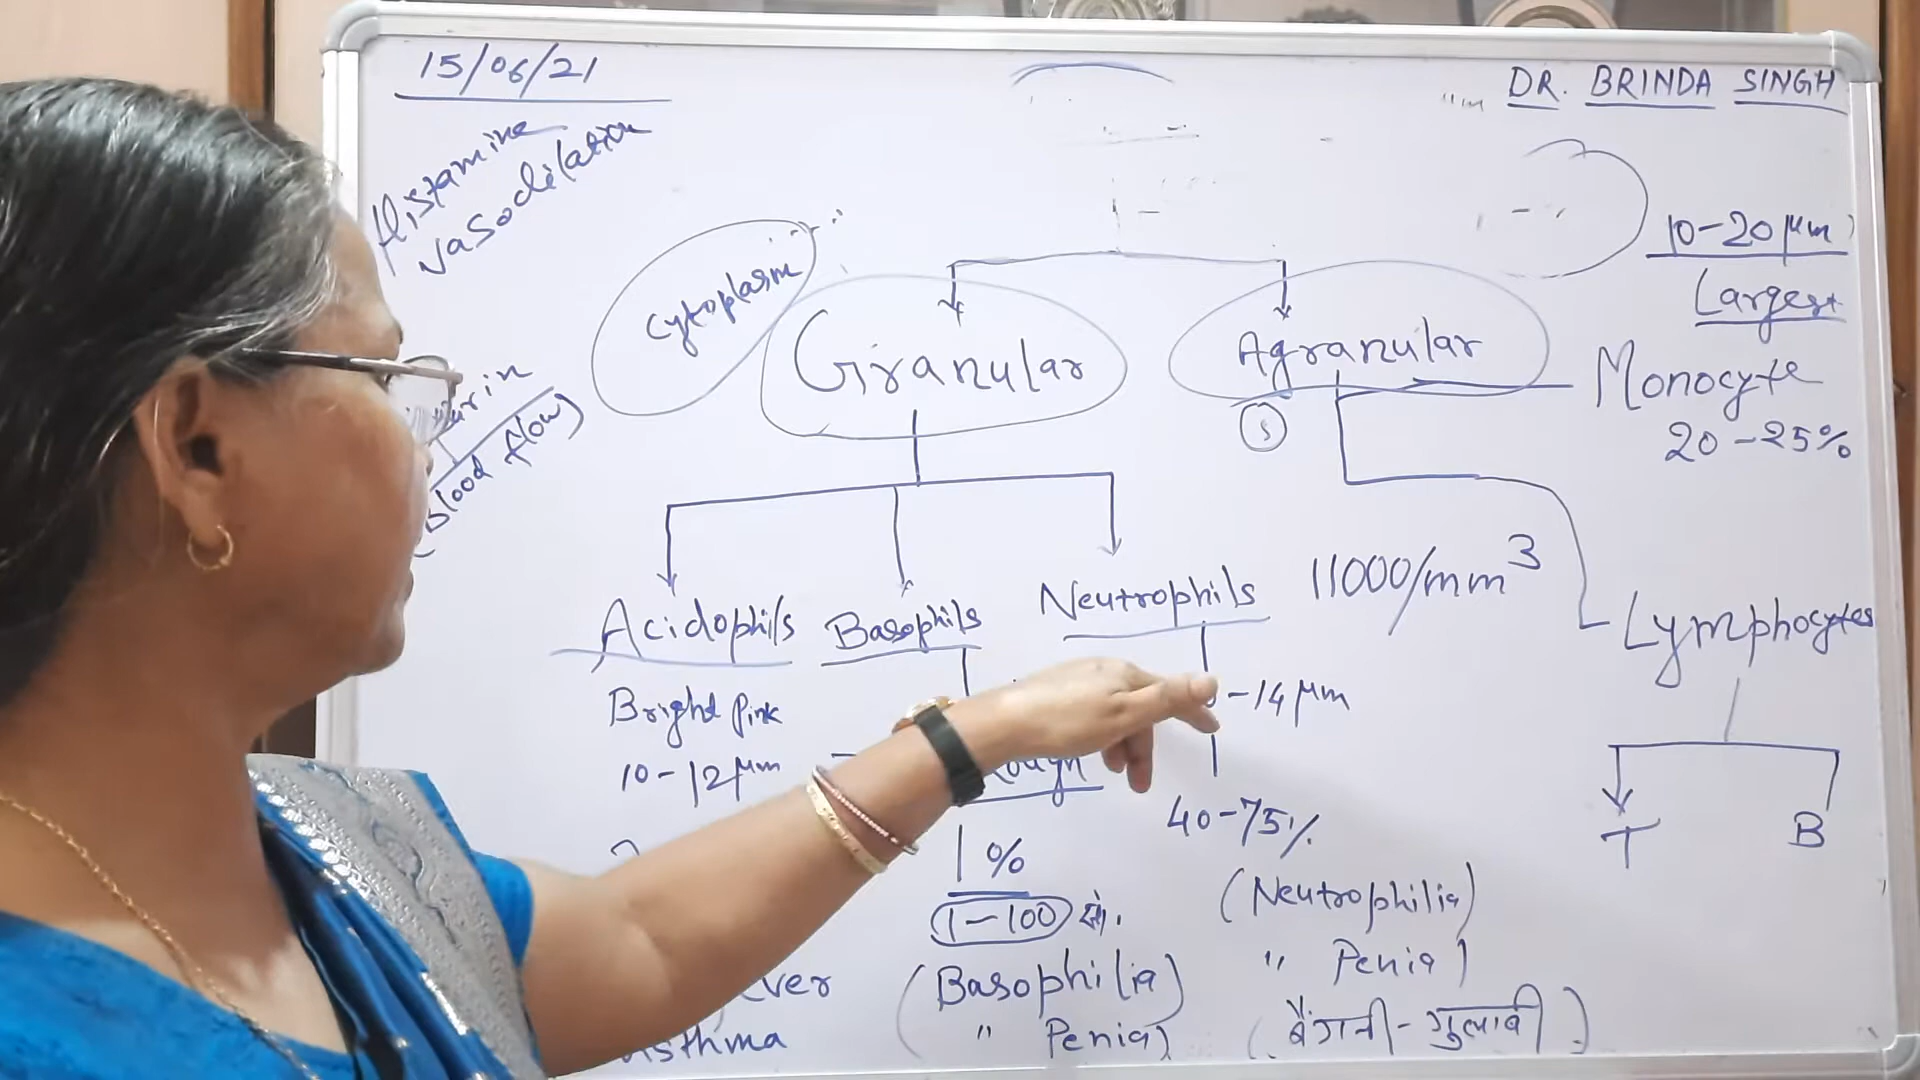 15/06/21
DR. BRINDA SINGH
Histamine
Vasodilation
Cytoplasm
10-20 μm
Largest
Granular
Agranular
Monocyte
S
20-25%
(Blood flow)
Acidophils
Basophils
Neutrophils
11000/mm³
Lymphocytes
Bright Pink
-14 μm
10-12 μm
40-75%
T
B
1%
1-100
(Neutrophilia)
(Basophilia)
" Penia)
" Penia)
Asthma
(बैंगनी-गुलाबी)